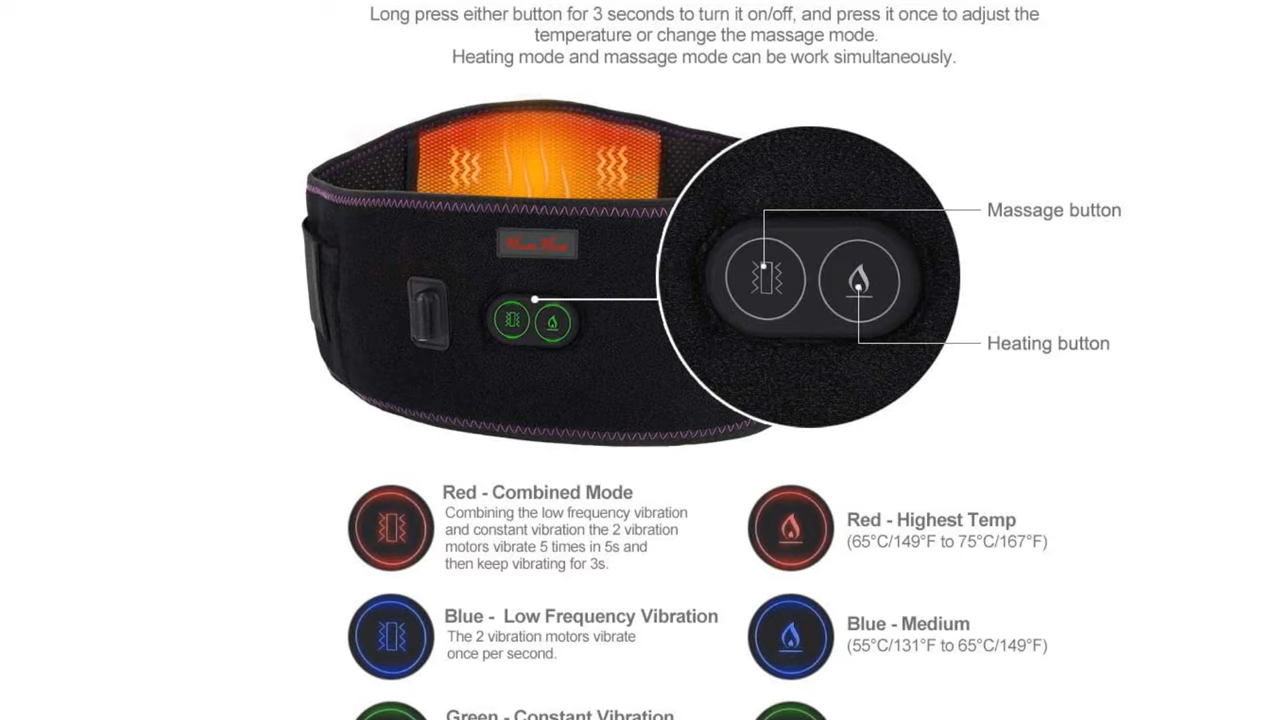 Long press either button for 3 seconds to turn it on/off, and press it once to adjust the
temperature or change the massage mode.
Heating mode and massage mode can be work simultaneously.
Massage button
Heating button
Red - Combined Mode
Combining the low frequency vibration
and constant vibration the 2 vibration
motors vibrate 5 times in 5s and
then keep vibrating for 3s.
Red - Highest Temp
(65°C/149°F to 75°C/167°F)
Blue - Low Frequency Vibration
The 2 vibration motors vibrate
once per second.
Blue - Medium
(55°C/131°F to 65°C/149°F)
Green - Constant Vibration